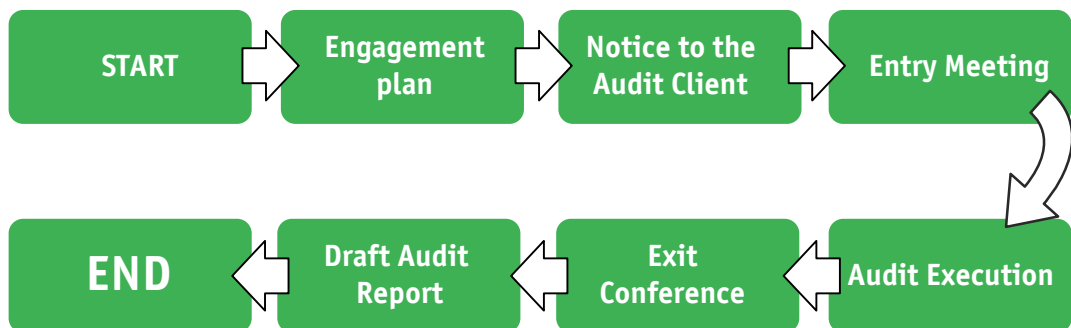 START
Engagement
plan
Notice to the
Audit Client
Entry Meeting
Audit Execution
Exit
Conference
Draft Audit
Report
END